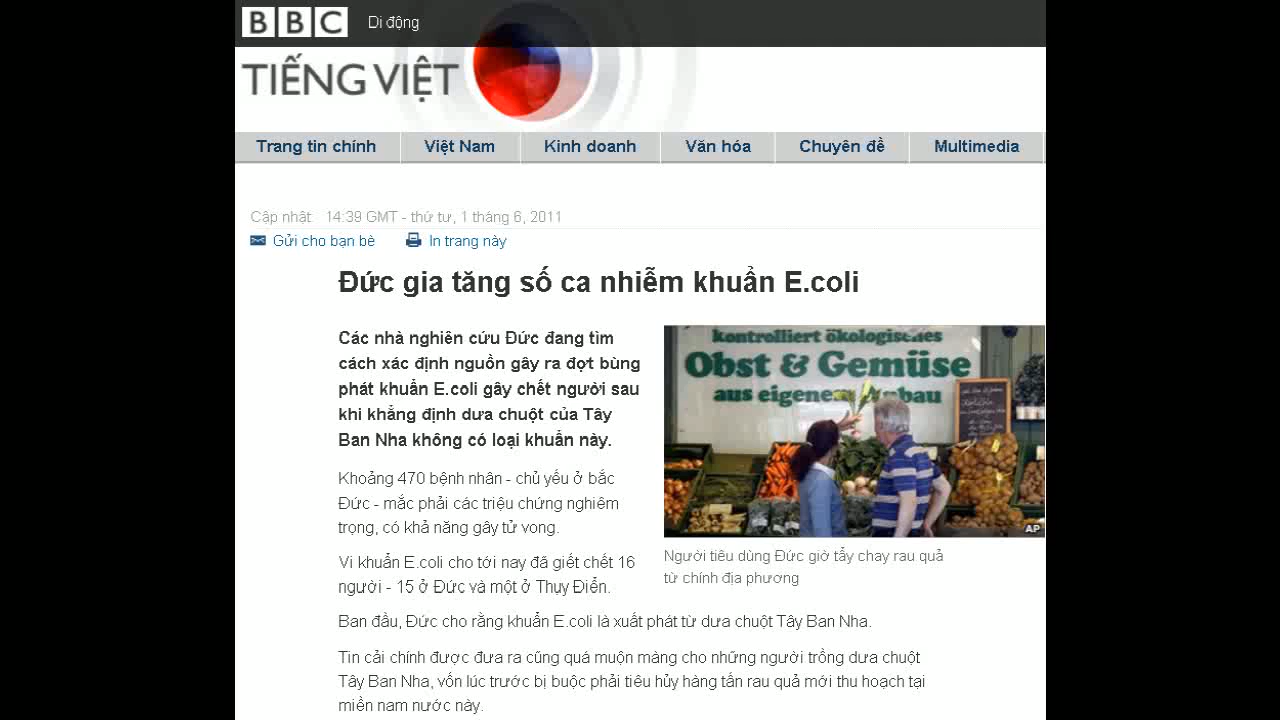 BBC Di động
TIẾNG VIỆT
Trang tin chính Việt Nam Kinh doanh Văn hóa Chuyên đề Multimedia
Cập nhật: 14:39 GMT - thứ tư, 1 tháng 6, 2011
Gửi cho bạn bè In trang này
Đức gia tăng số ca nhiễm khuẩn E.coli
Các nhà nghiên cứu Đức đang tìm
cách xác định nguồn gây ra đợt bùng
phát khuẩn E.coli gây chết người sau
khi khẳng định dưa chuột của Tây
Ban Nha không có loại khuẩn này.
kontrolliert ökologisches
Obst & Gemüse
aus eigenem Anbau
AP
Người tiêu dùng Đức giờ tẩy chay rau quả
từ chính địa phương
Khoảng 470 bệnh nhân - chủ yếu ở bắc
Đức - mắc phải các triệu chứng nghiêm
trọng, có khả năng gây tử vong.
Vi khuẩn E.coli cho tới nay đã giết chết 16
người - 15 ở Đức và một ở Thụy Điển.
Ban đầu, Đức cho rằng khuẩn E.coli là xuất phát từ dưa chuột Tây Ban Nha.
Tin cải chính được đưa ra cũng quá muộn màng cho những người trồng dưa chuột
Tây Ban Nha, vốn lúc trước bị buộc phải tiêu hủy hàng tấn rau quả mới thu hoạch tại
miền nam nước này.